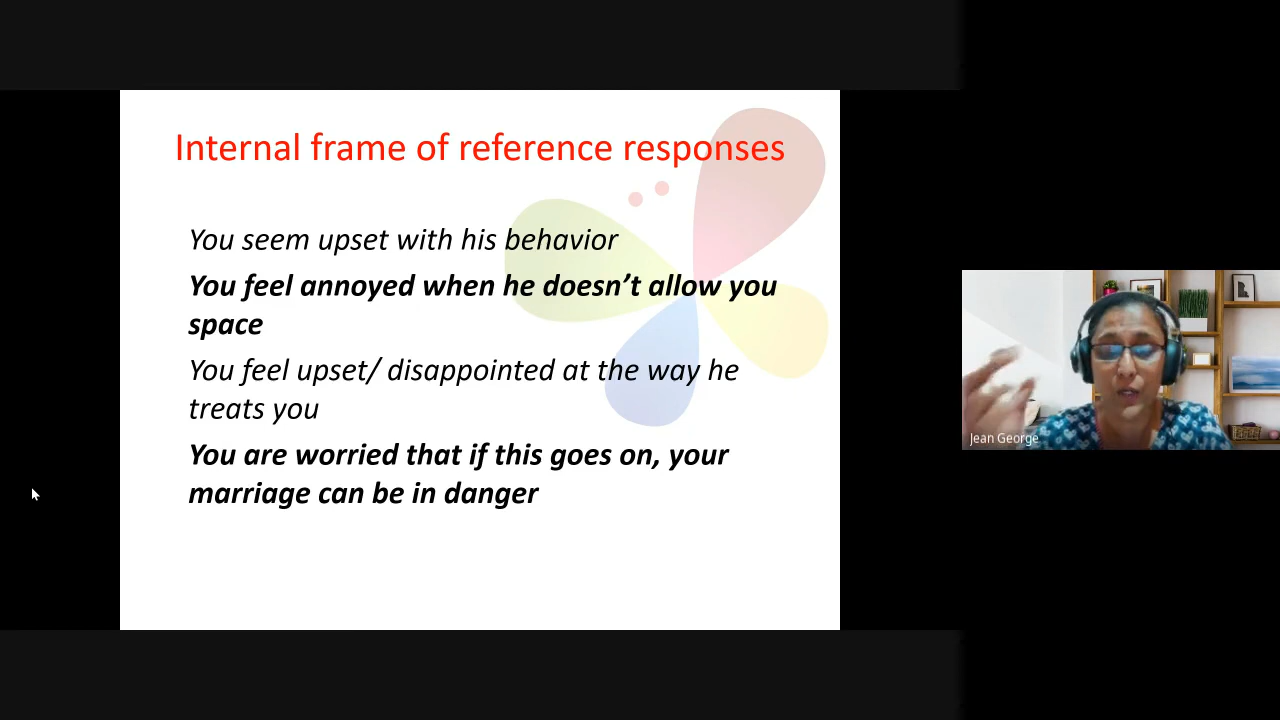 Internal frame of reference responses
You seem upset with his behavior
You feel annoyed when he doesn’t allow you
space
You feel upset/ disappointed at the way he
treats you
You are worried that if this goes on, your
marriage can be in danger
Jean George